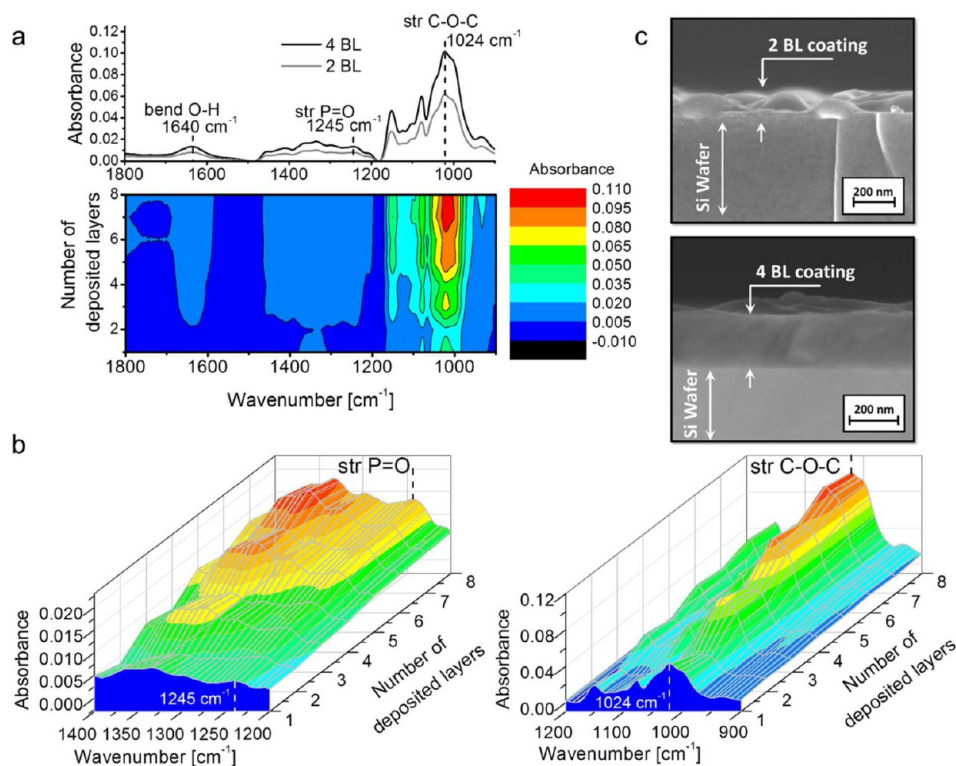 a
str C-O-C
1024 cm⁻¹
4 BL
2 BL
bend O-H
1640 cm⁻¹
str P=O
1245 cm⁻¹
Absorbance
0.12
0.10
0.08
0.06
0.04
0.02
0.00
1800 1600 1400 1200 1000
Number of
deposited layers
8
6
4
2
1800 1600 1400 1200 1000
Wavenumber [cm⁻¹]
Absorbance
0.110
0.095
0.080
0.065
0.035
0.020
0.005
-0.010
c
2 BL coating
Si Wafer
200 nm
4 BL coating
Si Wafer
200 nm
b
str P=O
Absorbance
0.020
0.015
0.010
0.005
0.000
1245 cm⁻¹
1400 1350 1300 1250 1200
Wavenumber [cm⁻¹]
1 2 3 4 5 6 7 8
Number of
deposited layers
str C-O-C
Absorbance
0.12
0.08
0.04
0.00
1024 cm⁻¹
1200 1100 1000 900
Wavenumber [cm⁻¹]
1 2 3 4 5 6 7 8
Number of
deposited layers